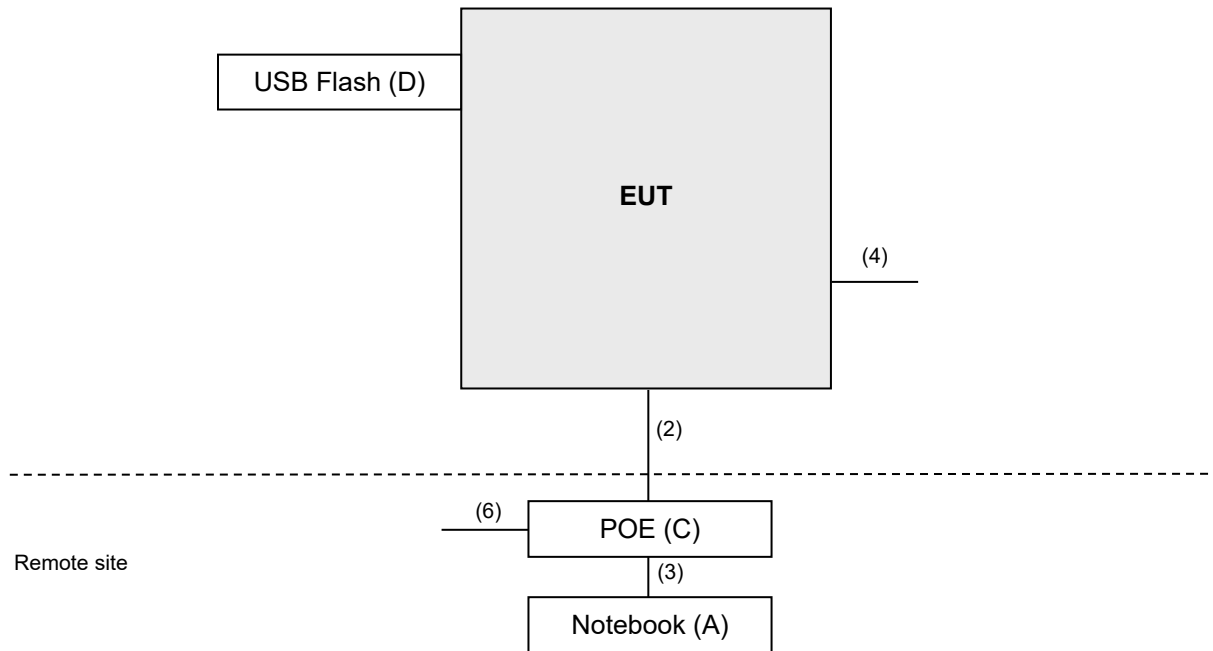 USB Flash (D)
EUT
(4)
(2)
(6)
POE (C)
Remote site
(3)
Notebook (A)